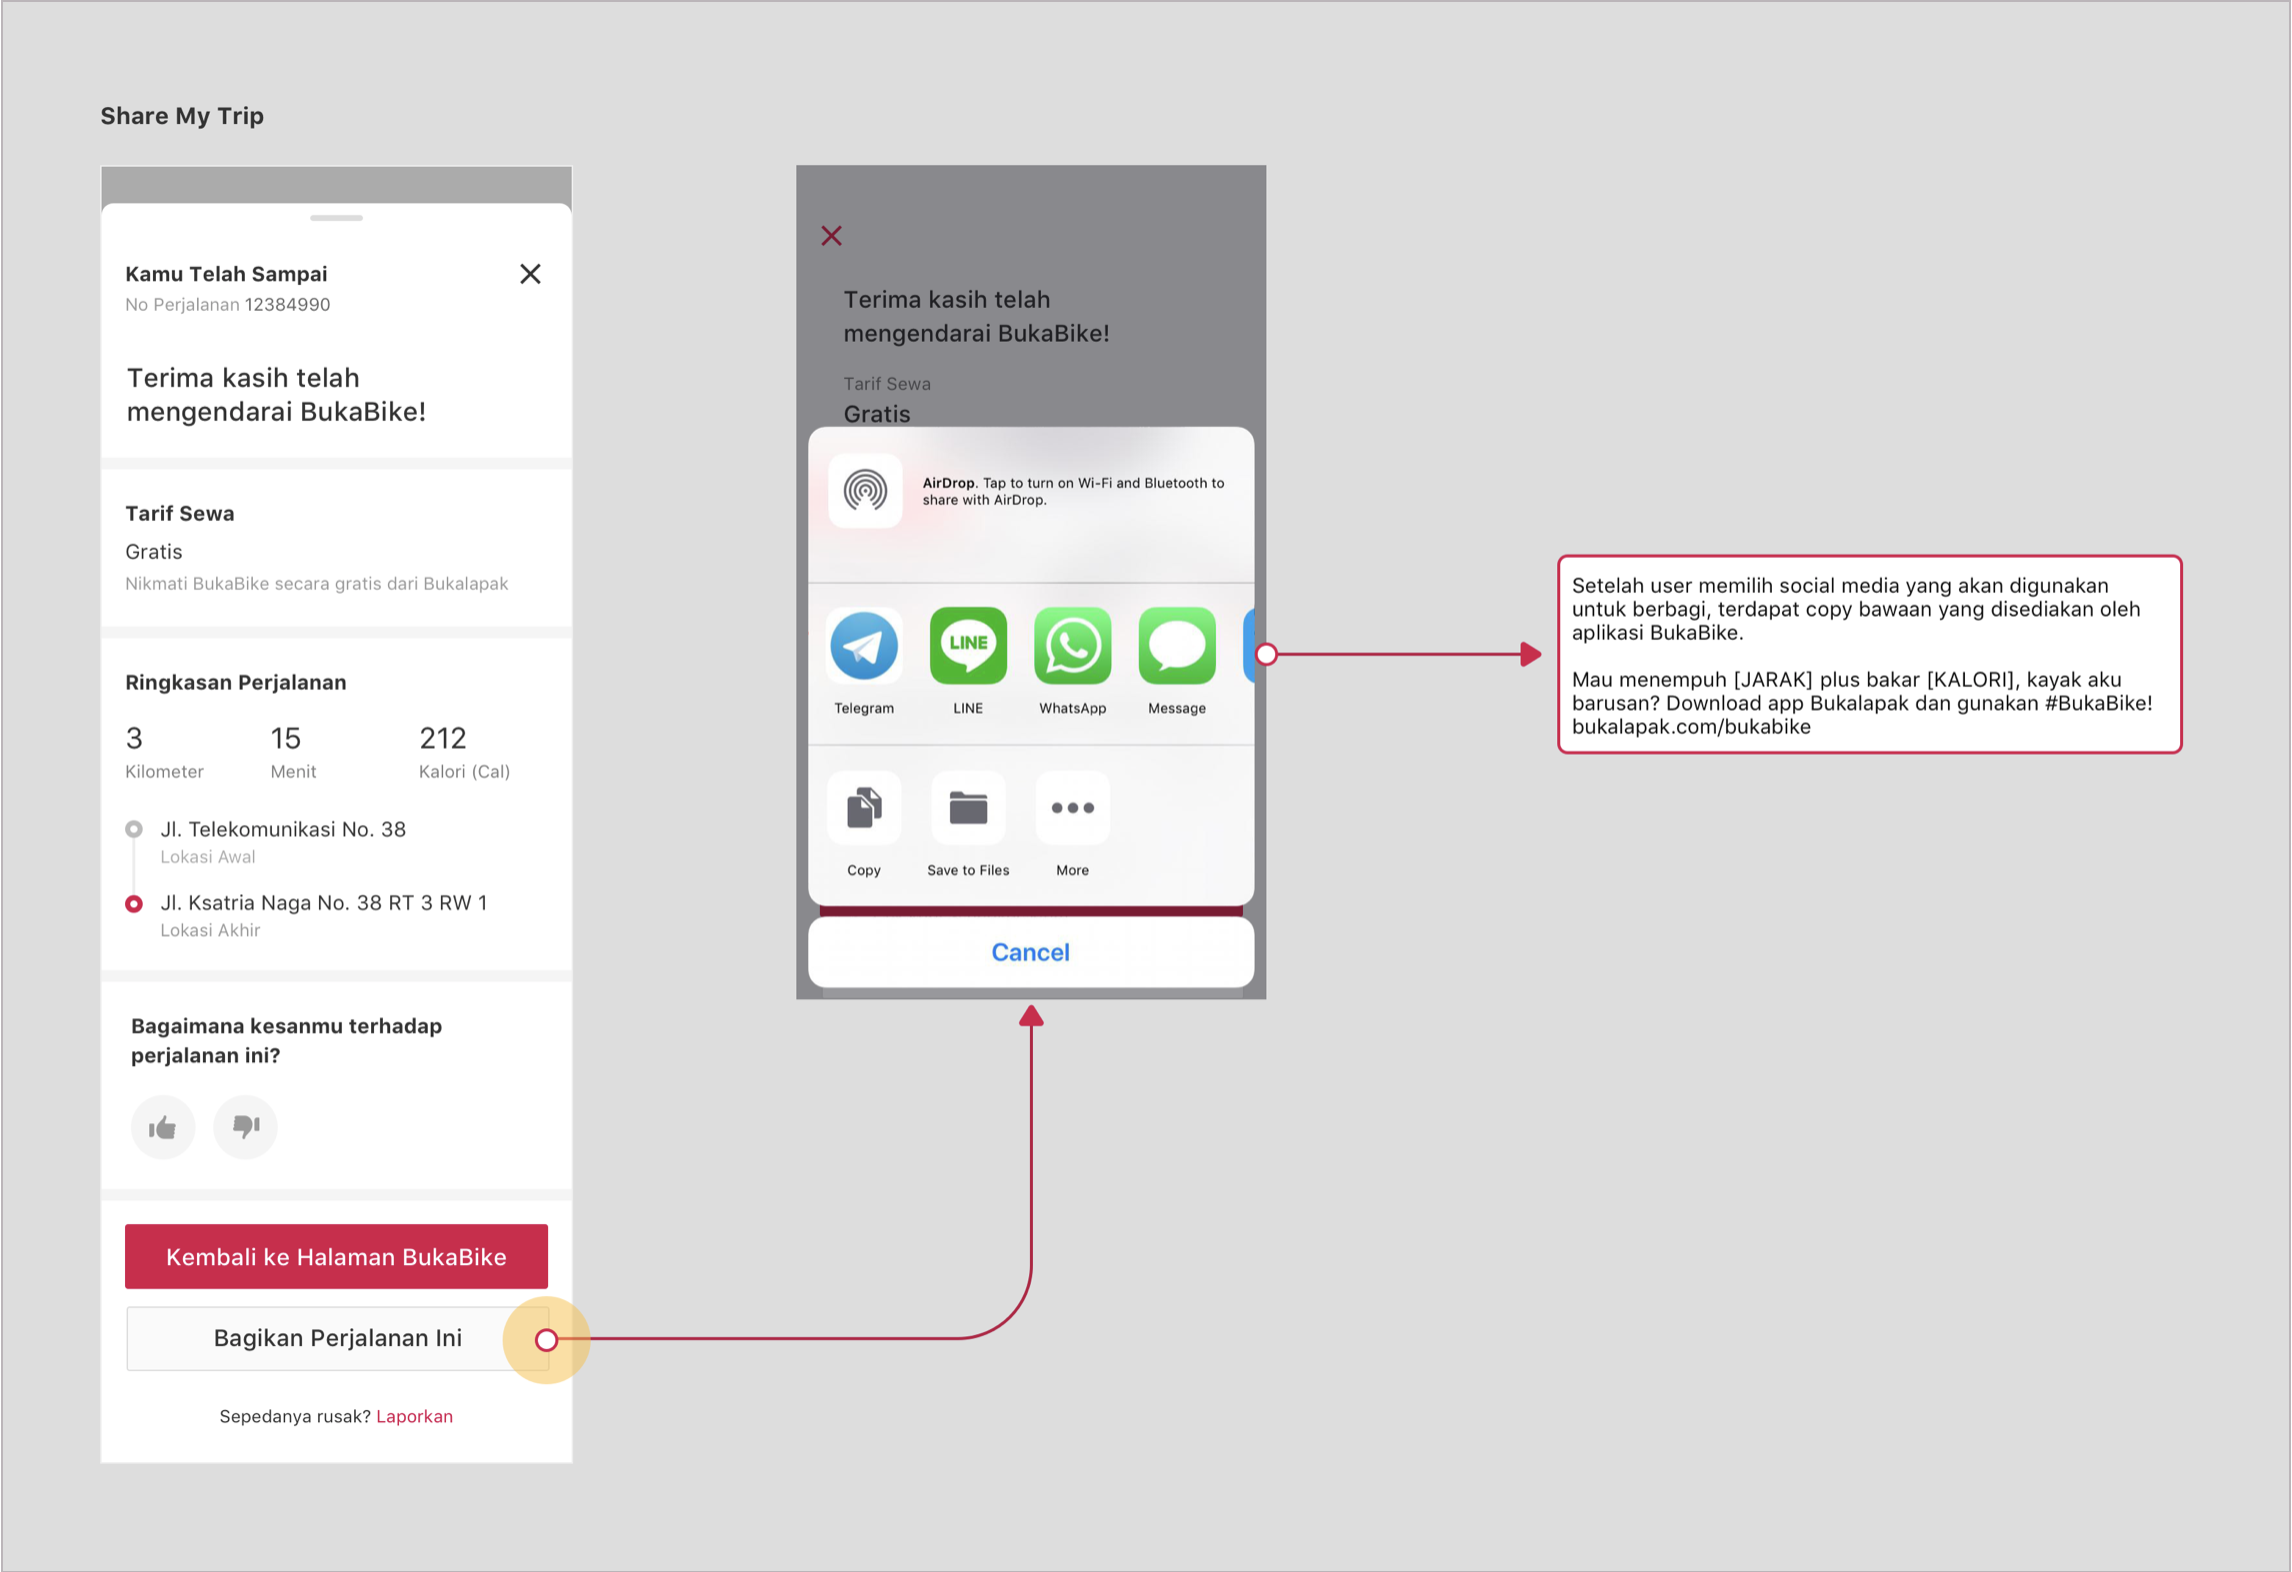 Share My Trip
Kamu Telah Sampai
No Perjalanan 12384990
Terima kasih telah
mengendarai BukaBike!
Tarif Sewa
Gratis
Nikmati BukaBike secara gratis dari Bukalapak
Ringkasan Perjalanan
3 15 212
Kilometer Menit Kalori (Cal)
Jl. Telekomunikasi No. 38
Lokasi Awal
Jl. Ksatria Naga No. 38 RT 3 RW 1
Lokasi Akhir
Bagaimana kesanmu terhadap
perjalanan ini?
Kembali ke Halaman BukaBike
Bagikan Perjalanan Ini
Sepedanya rusak? Laporkan
Terima kasih telah
mengendarai BukaBike!
Tarif Sewa
Gratis
AirDrop. Tap to turn on Wi-Fi and Bluetooth to
share with AirDrop.
LINE
Telegram LINE WhatsApp Message
Copy Save to Files More
Cancel
Setelah user memilih social media yang akan digunakan
untuk berbagi, terdapat copy bawaan yang disediakan oleh
aplikasi BukaBike.
Mau menempuh [JARAK] plus bakar [KALORI], kayak aku
barusan? Download app Bukalapak dan gunakan #BukaBike!
bukalapak.com/bukabike